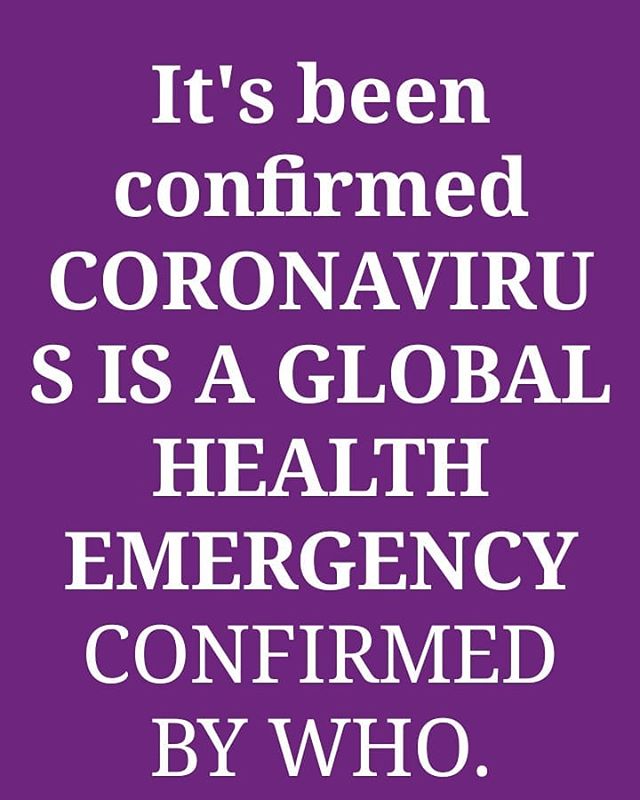 It's been
confirmed
CORONAVIRU
S IS A GLOBAL
HEALTH
EMERGENCY
CONFIRMED
BY WHO.